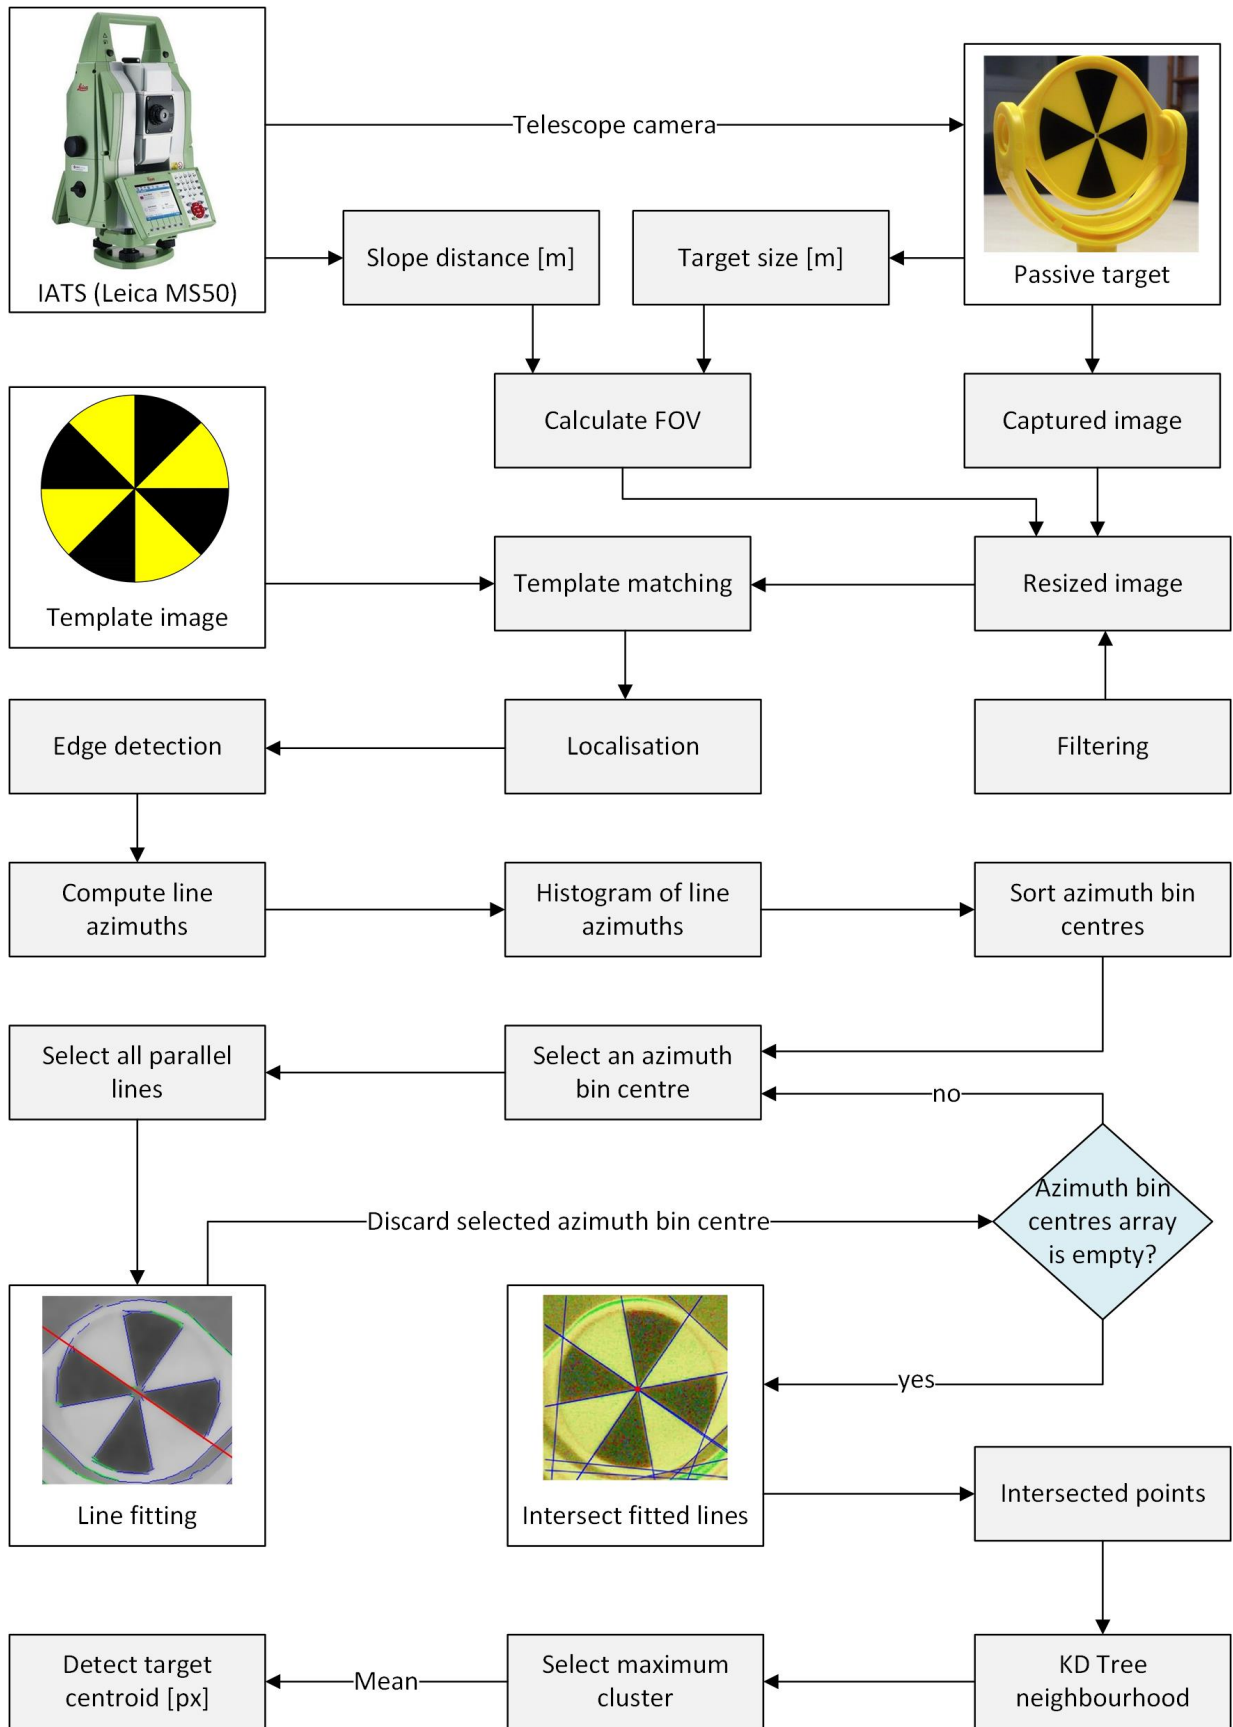 Telescope camera
IATS (Leica MS50)
Slope distance [m]
Target size [m]
Passive target
Calculate FOV
Captured image
Template image
Template matching
Resized image
Edge detection
Localisation
Filtering
Compute line
azimuths
Histogram of line
azimuths
Sort azimuth bin
centres
Select all parallel
lines
Select an azimuth
bin centre
no
Azimuth bin
centres array
is empty?
Discard selected azimuth bin centre
yes
Line fitting
Intersect fitted lines
Intersected points
Detect target
centroid [px]
Mean
Select maximum
cluster
KD Tree
neighbourhood